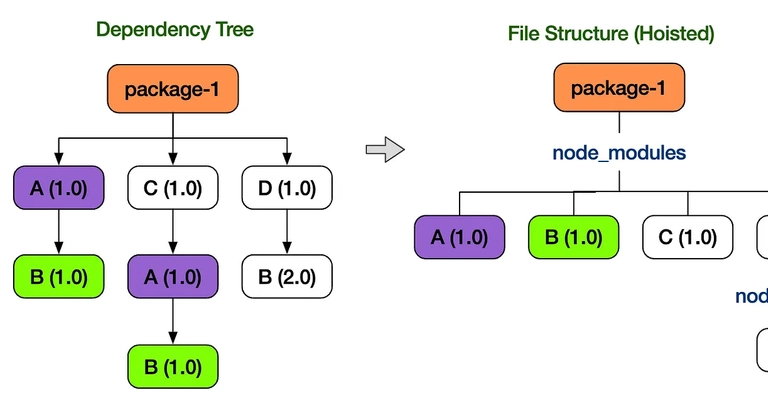 Dependency Tree
File Structure (Hoisted)
package-1
package-1
node_modules
A (1.0)
C (1.0)
D (1.0)
A (1.0)
B (1.0)
C (1.0)
B (1.0)
A (1.0)
B (2.0)
nod
B (1.0)